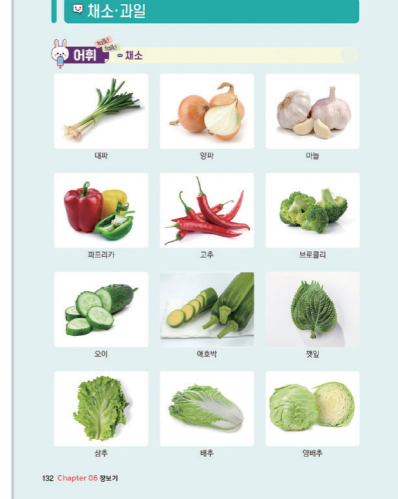 채소·과일
어휘 talk! talk! 채소
대파 양파 마늘
파프리카 고추 브로콜리
오이 애호박 깻잎
상추 배추 양배추
132 Chapter 06 장보기